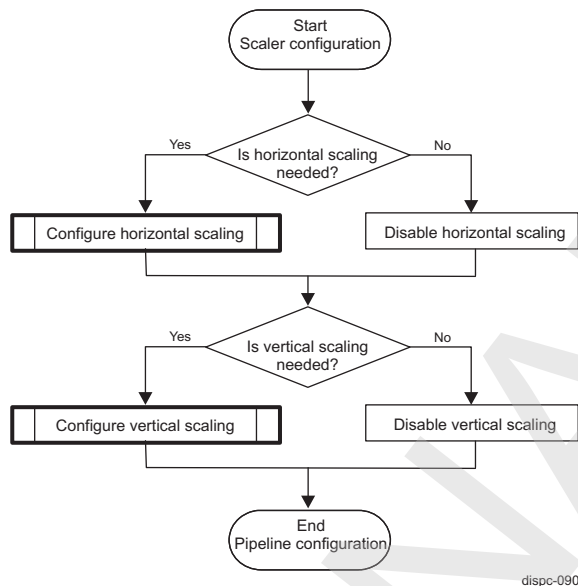 Start
Scaler configuration
Is horizontal scaling
needed?
Yes
No
Configure horizontal scaling
Disable horizontal scaling
Is vertical scaling
needed?
Yes
No
Configure vertical scaling
Disable vertical scaling
End
Pipeline configuration
dispc-090